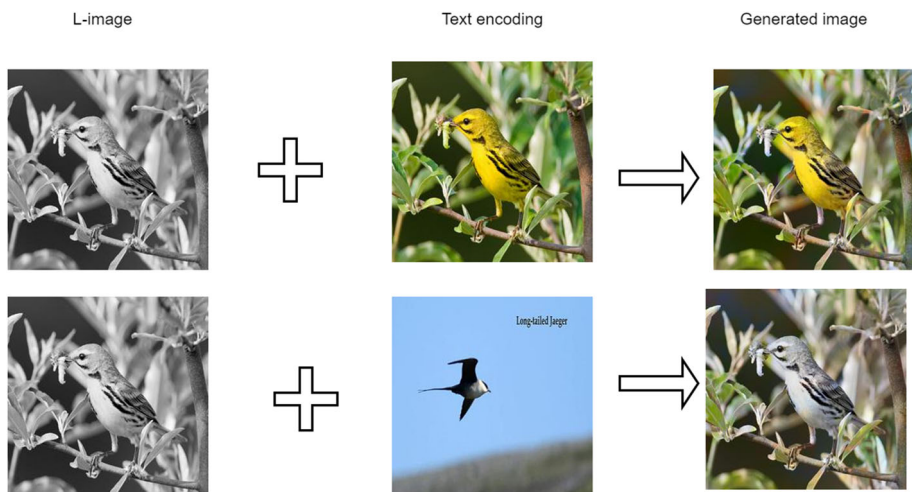 L-image
Text encoding
Generated image
Long-tailed Jaeger